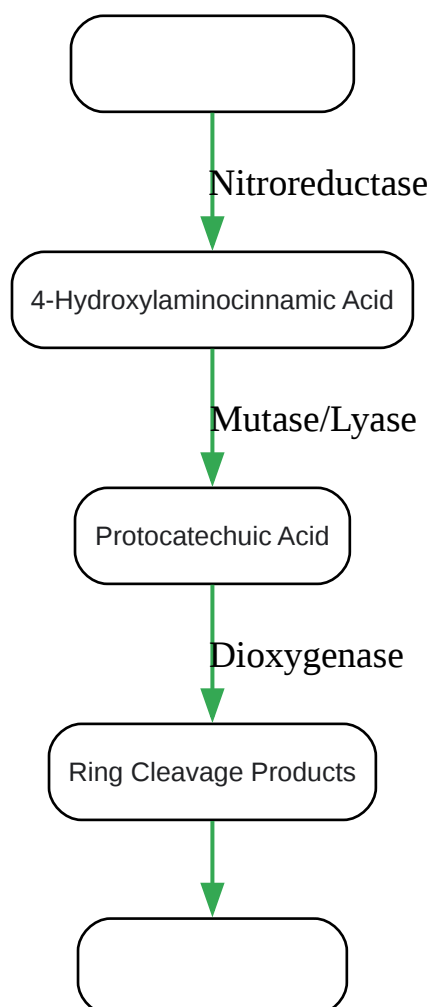 Nitroreductase
4-Hydroxylaminocinnamic Acid
Mutase/Lyase
Protocatechuic Acid
Dioxygenase
Ring Cleavage Products